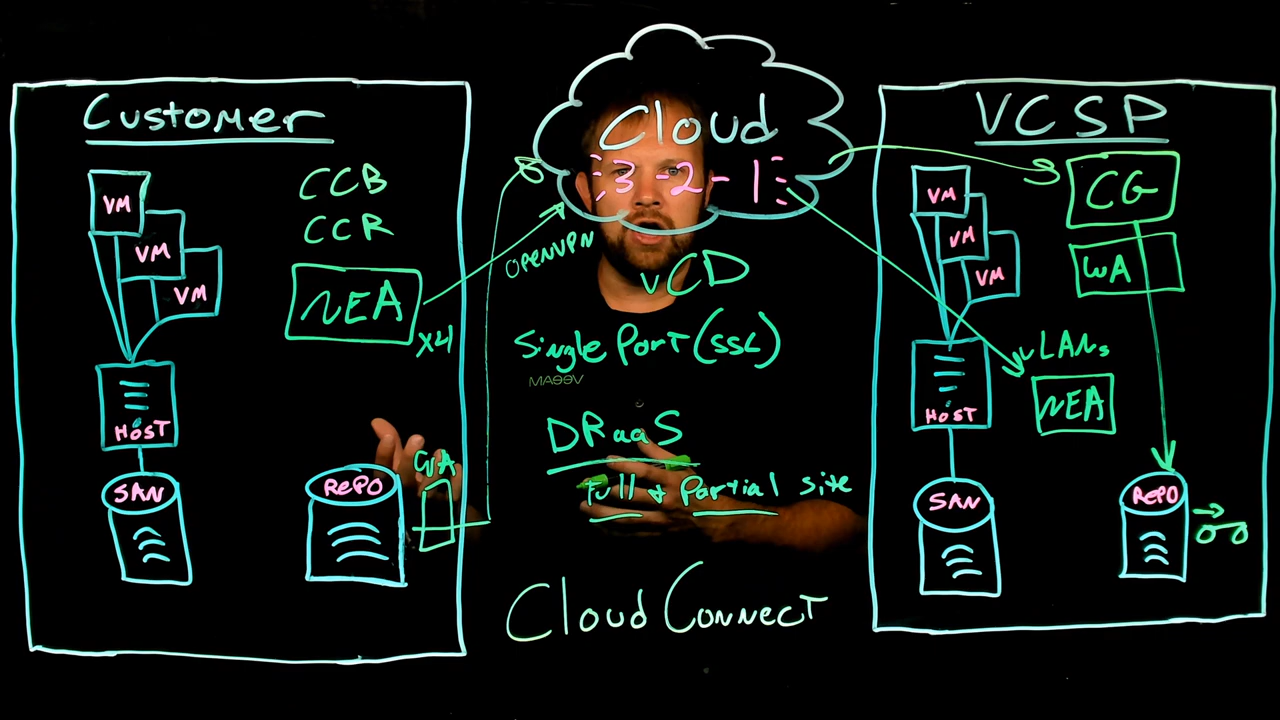 Customer
VM
VM
VM
HOST
SAN
CCB
CCR
NEA
x4
REPO
WA
Cloud
3-2-1
OPENVPN
vCD
Single Port (SSL)
VEEAM
DRaaS
Full + Partial site
Cloud Connect
VCSP
VM
VM
VM
HOST
SAN
CG
WA
vLANs
NEA
REPO